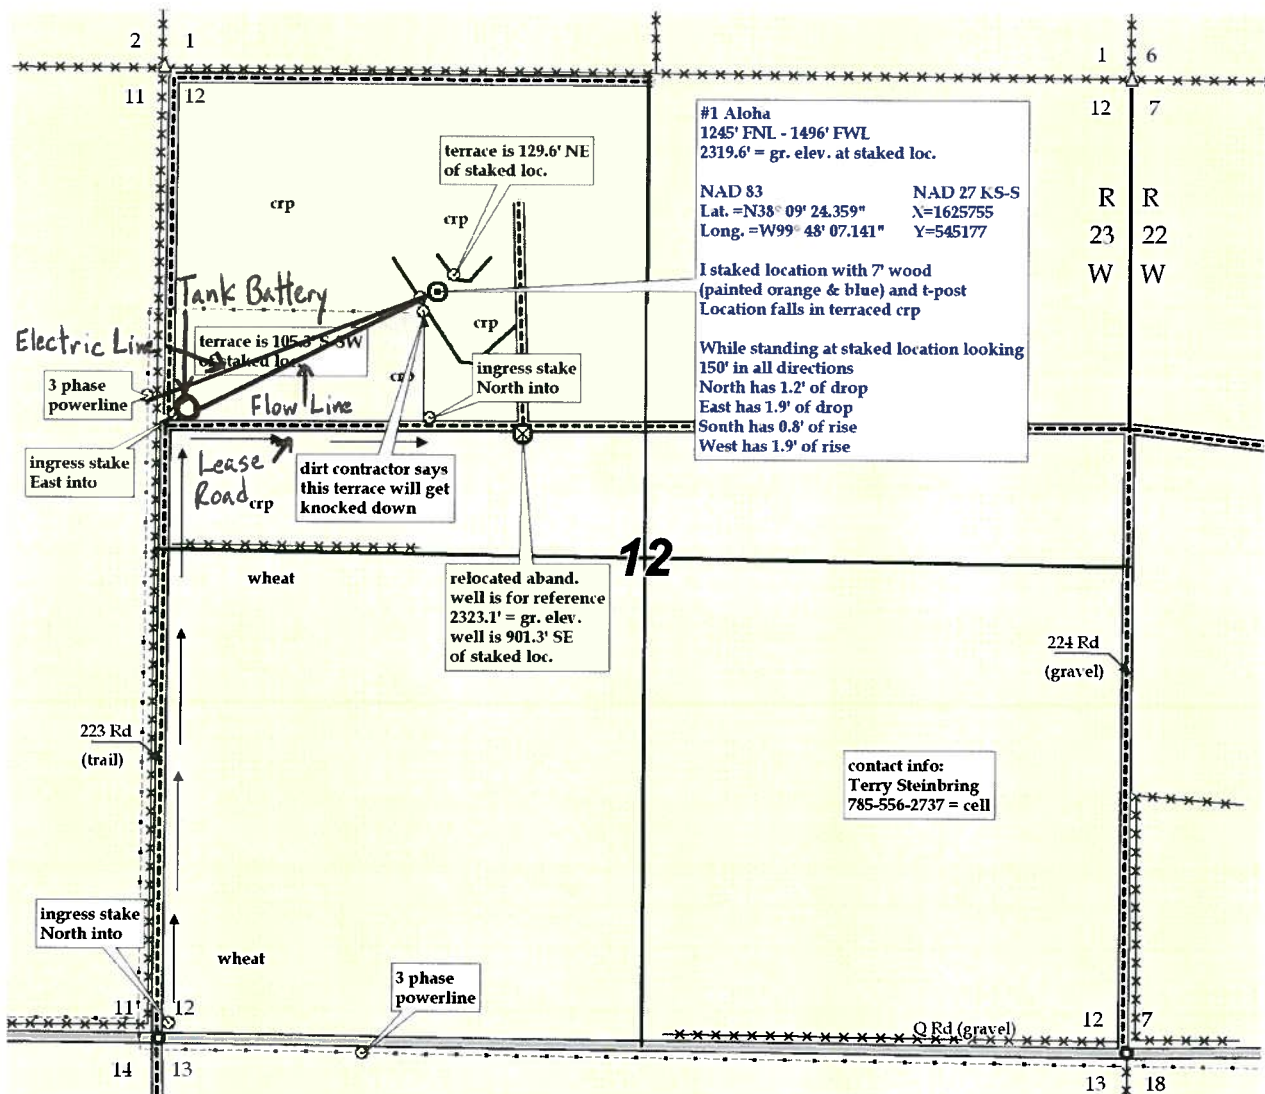 2
1
1
6
11
12
12
7
#1 Aloha
1245' FNL - 1496' FWL
2319.6' = gr. elev. at staked loc.
NAD 83
NAD 27 KS-S
Lat. =N38° 09' 24.359"
X=1625755
Long. =W99° 48' 07.141"
Y=545177
I staked location with 7' wood
(painted orange & blue) and t-post
Location falls in terraced crp
While standing at staked location looking
150' in all directions
North has 1.2' of drop
East has 1.9' of drop
South has 0.8' of rise
West has 1.9' of rise
R
R
23
22
W
W
terrace is 129.6' NE
of staked loc.
crp
crp
Tank Battery
Electric Line
terrace is 105.3' S-SW
of staked loc.
crp
crp
3 phase
powerline
ingress stake
North into
Flow Line
ingress stake
East into
Lease
Road
crp
dirt contractor says
this terrace will get
knocked down
12
wheat
relocated aband.
well is for reference
2323.1' = gr. elev.
well is 901.3' SE
of staked loc.
224 Rd
(gravel)
223 Rd
(trail)
contact info:
Terry Steinbring
785-556-2737 = cell
ingress stake
North into
wheat
3 phase
powerline
11'
12
Q Rd (gravel)
12
7
14
13
13
18